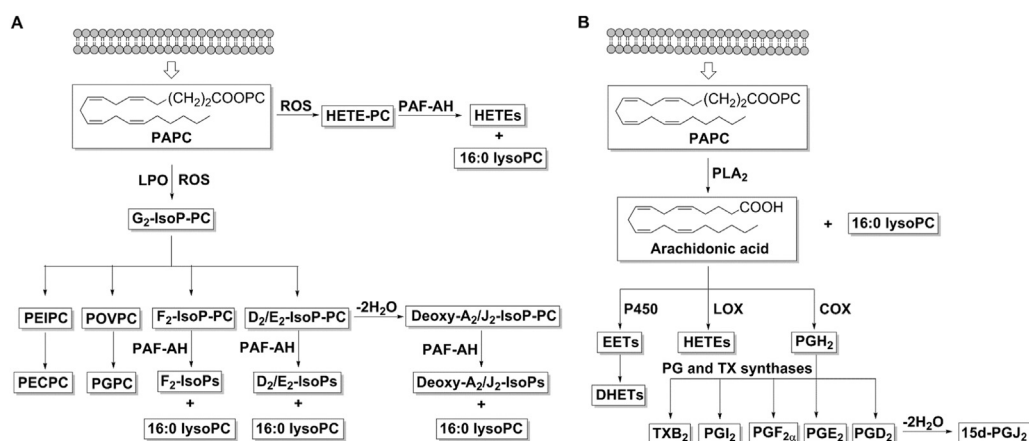 A
(CH₂)₂COOPC
PAPC
ROS
HETE-PC
PAF-AH
HETEs
+
16:0 lysoPC
LPO
ROS
G₂-IsoP-PC
PEIPC
POVPC
F₂-IsoP-PC
D₂/E₂-IsoP-PC
-2H₂O
Deoxy-A₂/J₂-IsoP-PC
PAF-AH
PAF-AH
PAF-AH
PECPC
PGPC
F₂-IsoPs
D₂/E₂-IsoPs
Deoxy-A₂/J₂-IsoPs
+
+
+
16:0 lysoPC
16:0 lysoPC
16:0 lysoPC
B
(CH₂)₂COOPC
PAPC
PLA₂
COOH
Arachidonic acid
+
16:0 lysoPC
P450
LOX
COX
EETs
HETEs
PGH₂
PG and TX synthases
DHETs
TXB₂
PGI₂
PGF₂α
PGE₂
PGD₂
-2H₂O
15d-PGJ₂